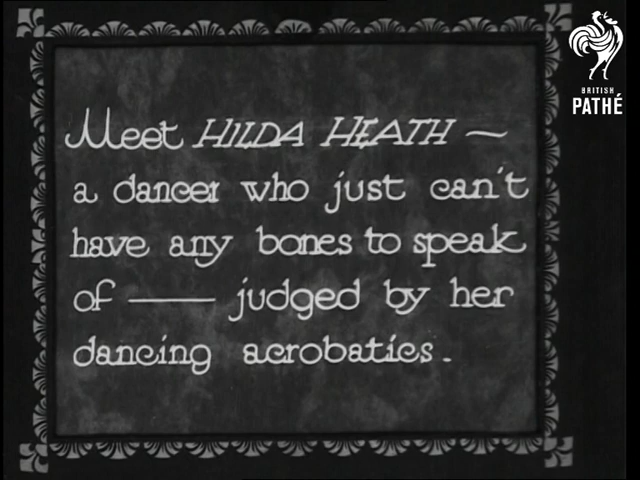 BRITISH
PATHÉ
Meet HILDA HEATH —
a dancer who just can't
have any bones to speak
of — judged by her
dancing acrobatics.